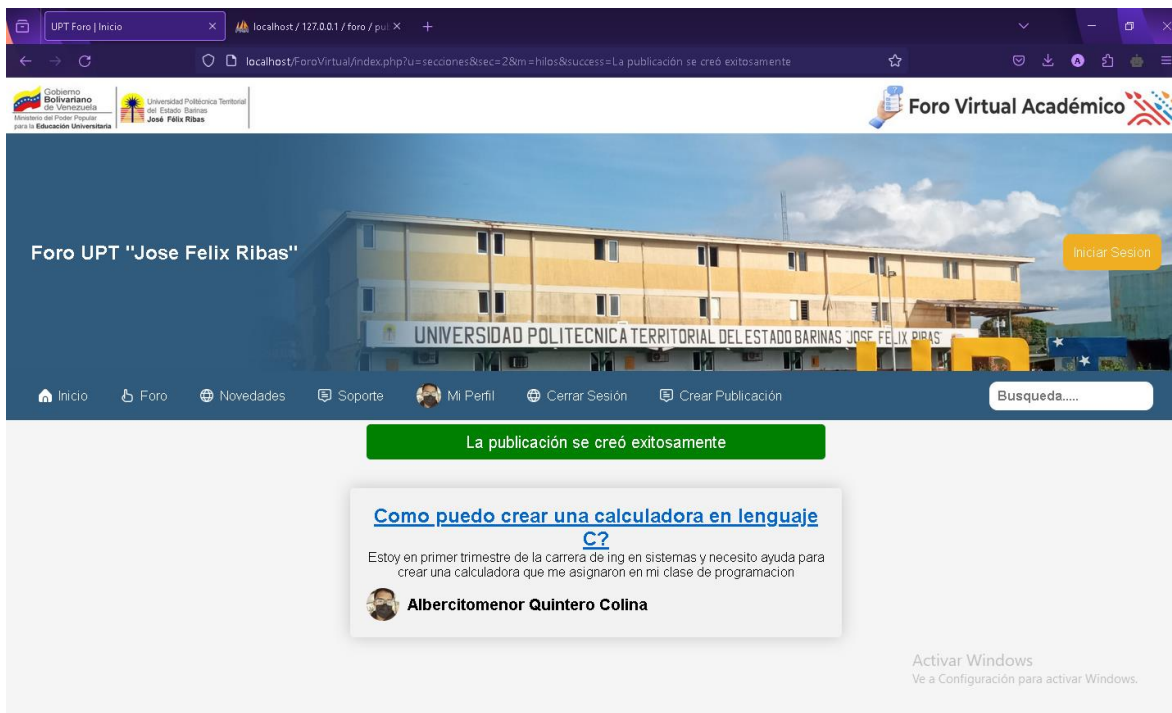 UPT Foro | Inicio
localhost / 127.0.0.1 / foro / pul
localhost/ForoVirtual/index.php?u=secciones&sec=2&m=hilos&success=La publicación se creó exitosamente
Gobierno
Bolivariano
de Venezuela
Ministerio del Poder Popular
para la Educación Universitaria
Universidad Politécnica Territorial
del Estado Barinas
José Félix Ribas
Foro Virtual Académico
Foro UPT "Jose Felix Ribas"
Iniciar Sesion
UNIVERSIDAD POLITECNICA TERRITORIAL DEL ESTADO BARINAS "JOSE FELIX RIBAS"
Inicio Foro Novedades Soporte Mi Perfil Cerrar Sesión Crear Publicación Busqueda.....
La publicación se creó exitosamente
Como puedo crear una calculadora en lenguaje
C?
Estoy en primer trimestre de la carrera de ing en sistemas y necesito ayuda para
crear una calculadora que me asignaron en mi clase de programacion
Albercitomenor Quintero Colina
Activar Windows
Ve a Configuración para activar Windows.